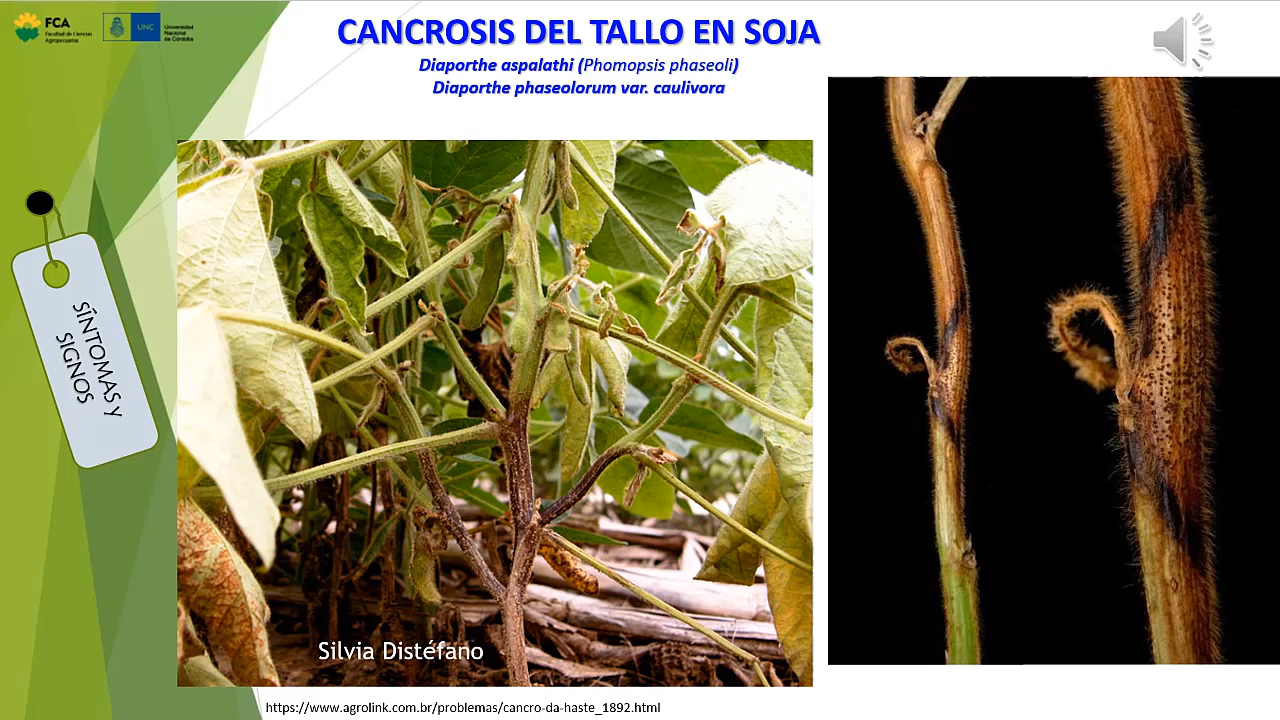 FCA
Facultad de Ciencias
Agropecuarias
UNC
Universidad
Nacional
de Córdoba
CANCROSIS DEL TALLO EN SOJA
Diaporthe aspalathi (Phomopsis phaseoli)
Diaporthe phaseolorum var. caulivora
SÍNTOMAS Y
SIGNOS
Silvia Distéfano
https://www.agrolink.com.br/problemas/cancro-da-haste_1892.html